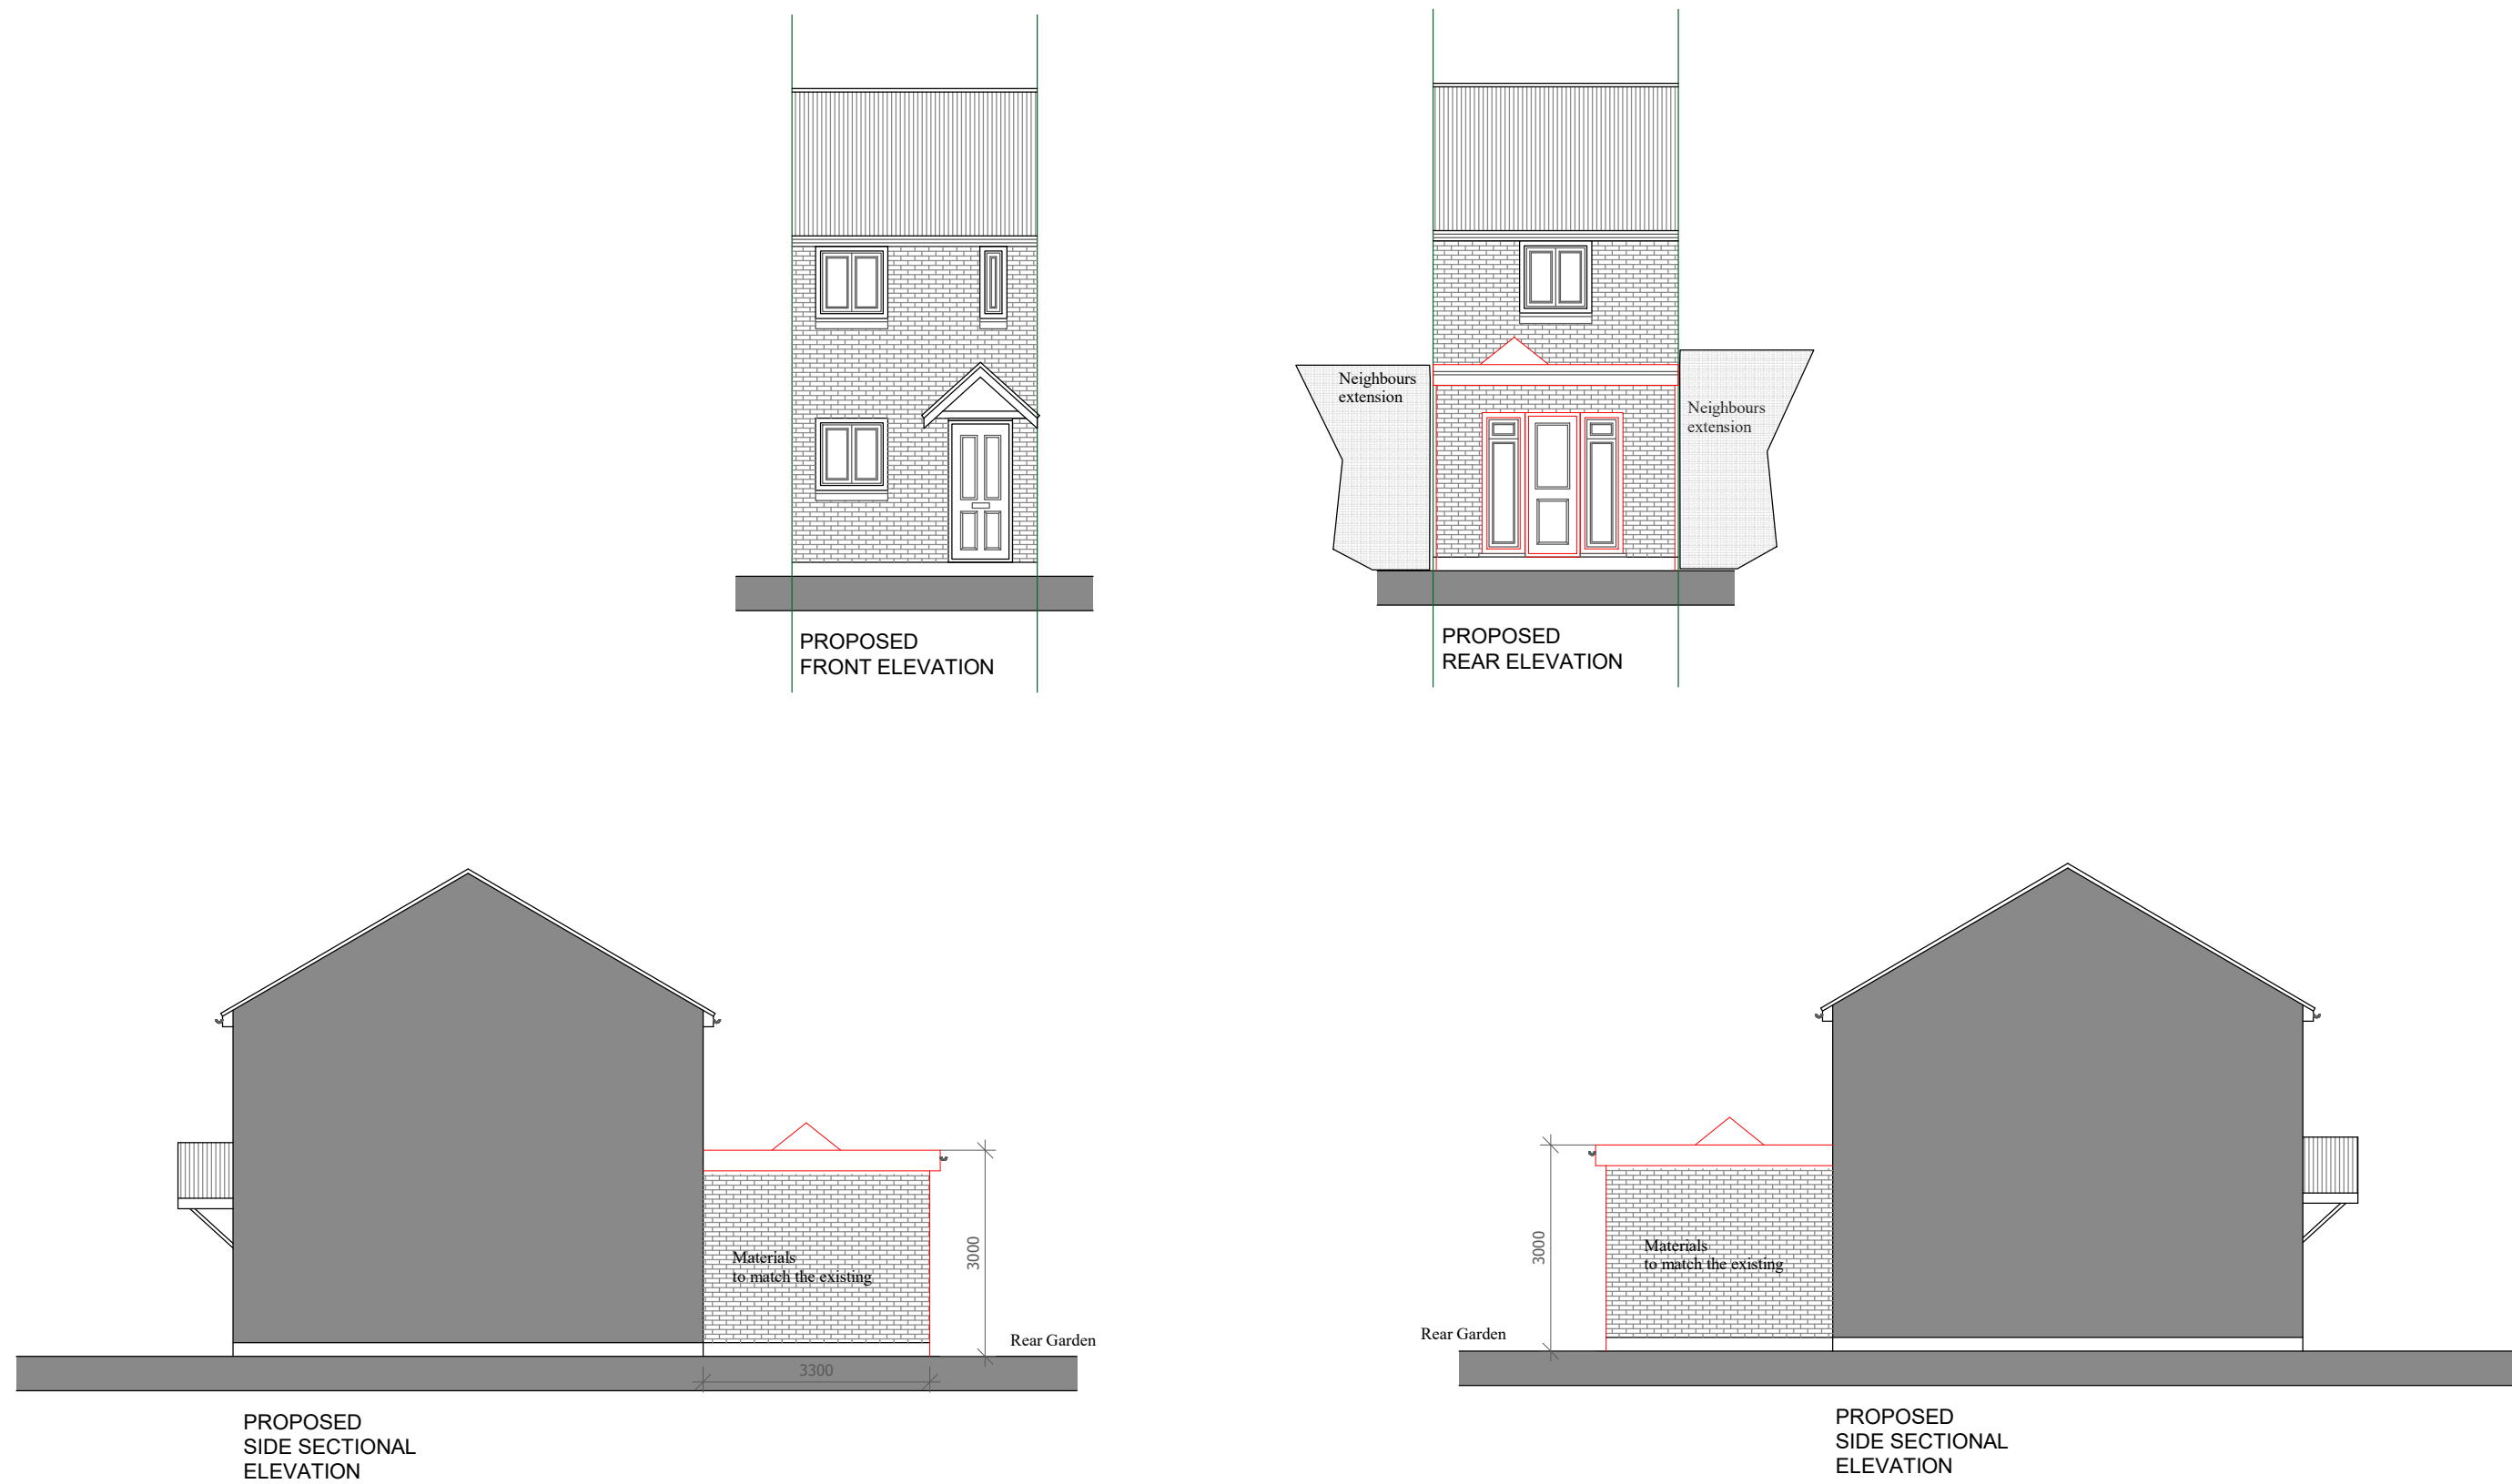 Neighbours
extension
Neighbours
extension
PROPOSED
FRONT ELEVATION
PROPOSED
REAR ELEVATION
3000
Materials
to match the existing
Rear Garden
3300
PROPOSED
SIDE SECTIONAL
ELEVATION
3000
Materials
to match the existing
Rear Garden
PROPOSED
SIDE SECTIONAL
ELEVATION